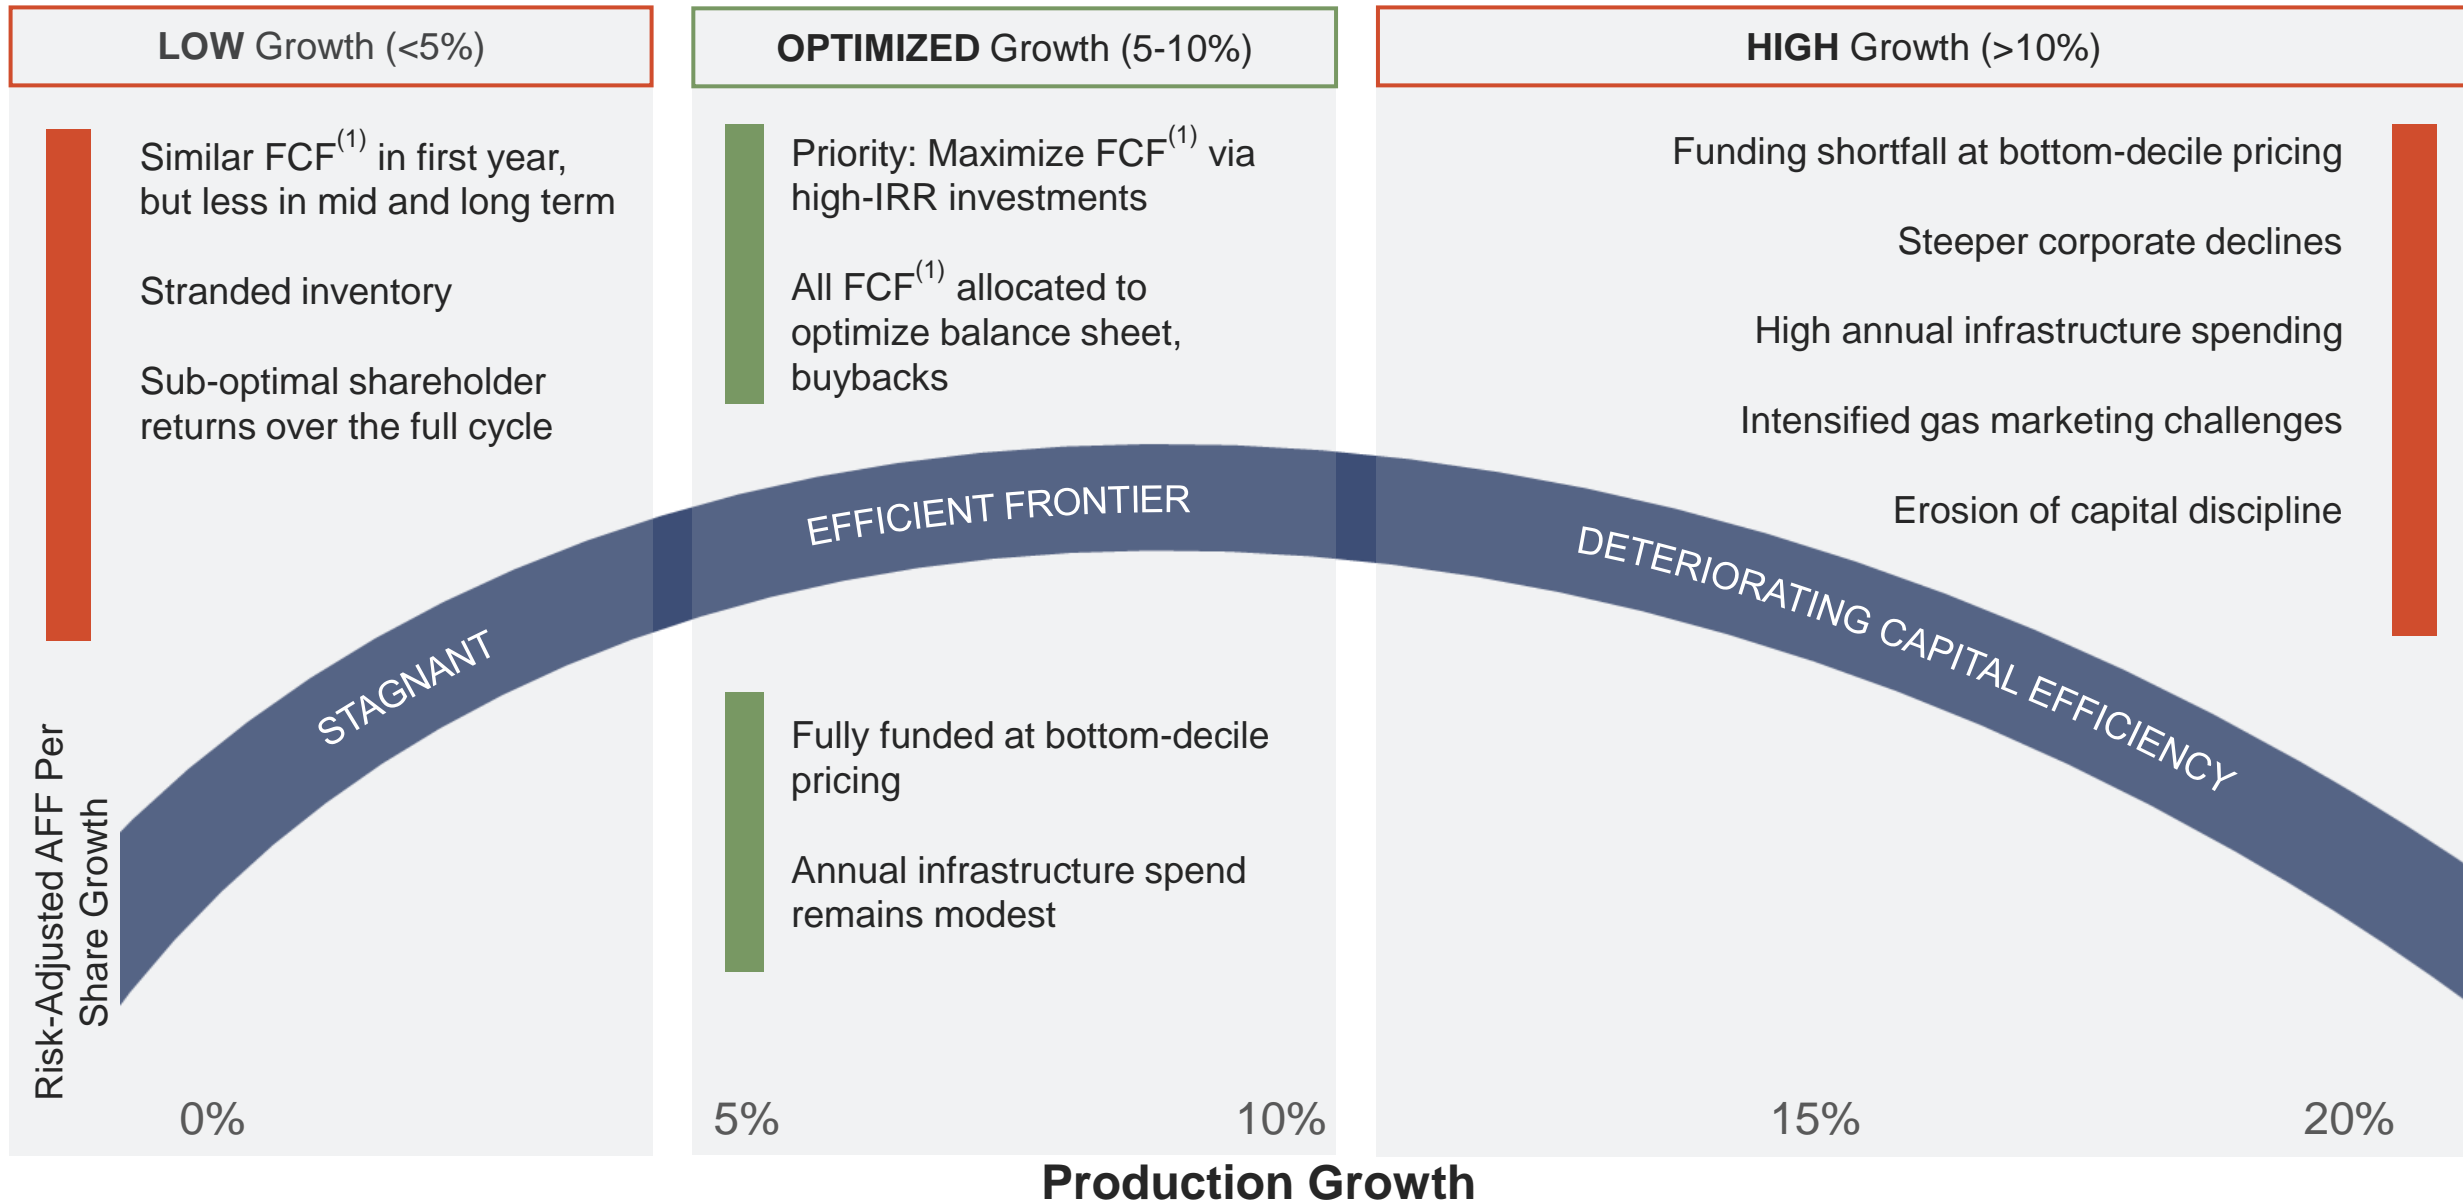 LOW Growth (<5%)
Similar FCF(1) in first year,
but less in mid and long term
Stranded inventory
Sub-optimal shareholder
returns over the full cycle
OPTIMIZED Growth (5-10%)
Priority: Maximize FCF(1) via
high-IRR investments
All FCF(1) allocated to
optimize balance sheet,
buybacks
HIGH Growth (>10%)
Funding shortfall at bottom-decile pricing
Steeper corporate declines
High annual infrastructure spending
Intensified gas marketing challenges
Erosion of capital discipline
STAGNANT
EFFICIENT FRONTIER
DETERIORATING CAPITAL EFFICIENCY
Fully funded at bottom-decile
pricing
Annual infrastructure spend
remains modest
Risk-Adjusted AFF Per
Share Growth
0%
5%
10%
15%
20%
Production Growth